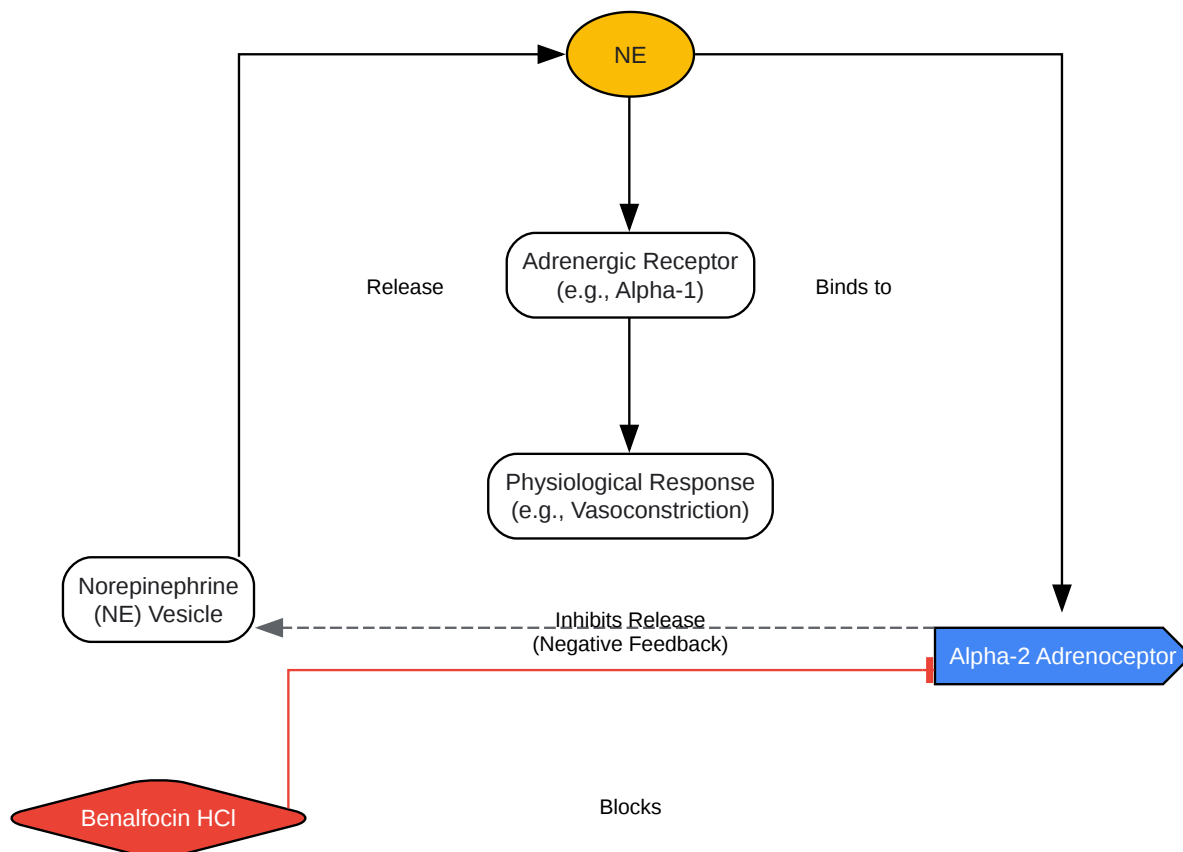 NE
Adrenergic Receptor
(e.g., Alpha-1)
Release
Binds to
Physiological Response
(e.g., Vasoconstriction)
Norepinephrine
(NE) Vesicle
Inhibits Release
(Negative Feedback)
Alpha-2 Adrenoceptor
Benalfocin HCl
Blocks